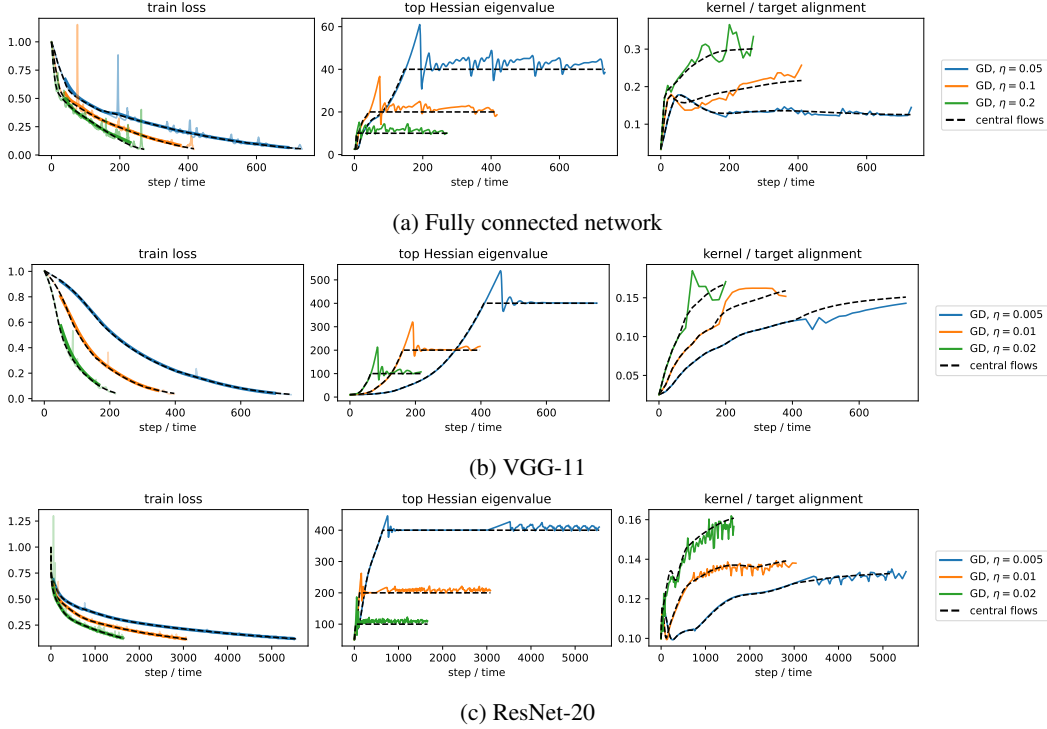 train loss
top Hessian eigenvalue
kernel / target alignment
1.00
0.75
0.50
0.25
0.00
0
200
400
600
step / time
60
40
20
0
0
200
400
600
step / time
0.3
0.2
0.1
0
200
400
600
step / time
GD, η = 0.05
GD, η = 0.1
GD, η = 0.2
central flows
(a) Fully connected network
train loss
top Hessian eigenvalue
kernel / target alignment
1.0
0.8
0.6
0.4
0.2
0.0
0
200
400
600
step / time
500
400
300
200
100
0
0
200
400
600
step / time
0.15
0.10
0.05
0
200
400
600
step / time
GD, η = 0.005
GD, η = 0.01
GD, η = 0.02
central flows
(b) VGG-11
train loss
top Hessian eigenvalue
kernel / target alignment
1.25
1.00
0.75
0.50
0.25
0
1000
2000
3000
4000
5000
step / time
400
300
200
100
0
1000
2000
3000
4000
5000
step / time
0.16
0.14
0.12
0.10
0
1000
2000
3000
4000
5000
step / time
GD, η = 0.005
GD, η = 0.01
GD, η = 0.02
central flows
(c) ResNet-20